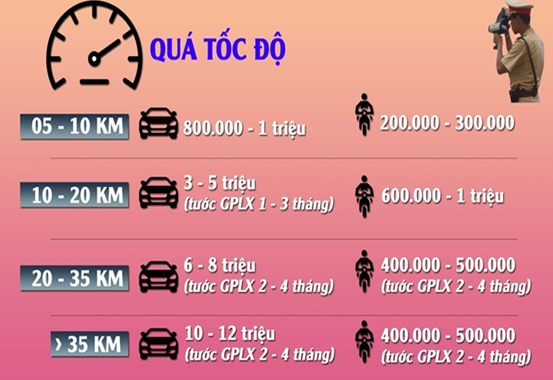 QUÁ TỐC ĐỘ
05 - 10 KM 800.000 - 1 triệu 200.000 - 300.000
10 - 20 KM 3 - 5 triệu 600.000 - 1 triệu
(tước GPLX 1 - 3 tháng)
20 - 35 KM 6 - 8 triệu 400.000 - 500.000
(tước GPLX 2 - 4 tháng) (tước GPLX 2 - 4 tháng)
> 35 KM 10 - 12 triệu 400.000 - 500.000
(tước GPLX 2 - 4 tháng) (tước GPLX 2 - 4 tháng)